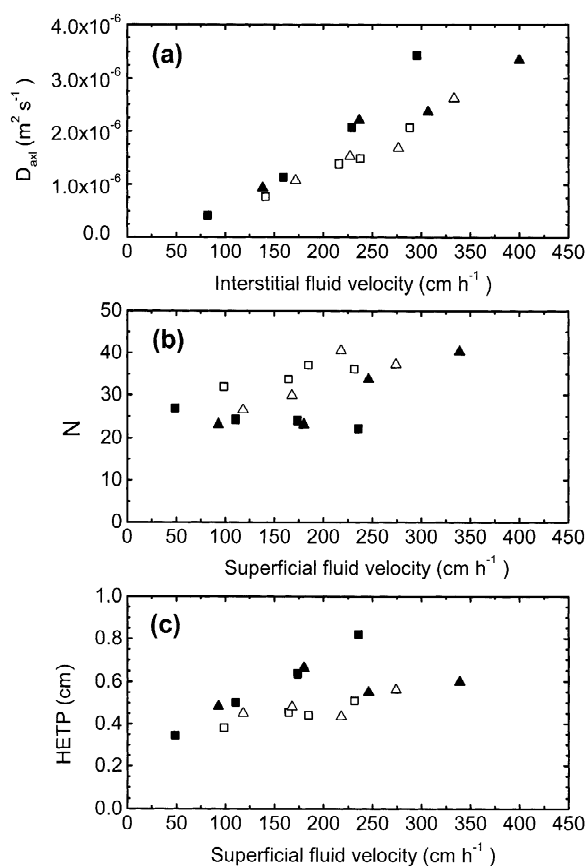 4.0x10⁻⁶
(a)
3.0x10⁻⁶
2.0x10⁻⁶
1.0x10⁻⁶
0.0
D_axl (m² s⁻¹)
0 50 100 150 200 250 300 350 400 450
Interstitial fluid velocity (cm h⁻¹)
50
(b)
40
30
20
10
0
N
0 50 100 150 200 250 300 350 400 450
Superficial fluid velocity (cm h⁻¹)
1.0
(c)
0.8
0.6
0.4
0.2
0.0
HETP (cm)
0 50 100 150 200 250 300 350 400 450
Superficial fluid velocity (cm h⁻¹)